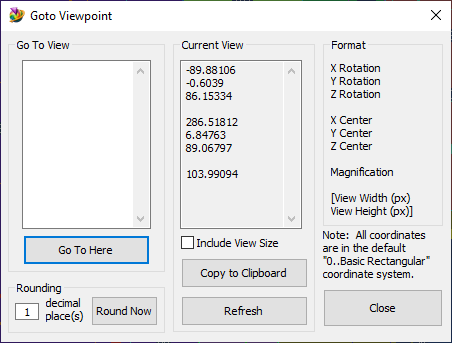 Goto Viewpoint
Go To View
Go To Here
Rounding
1
decimal
place(s)
Round Now
Current View
-89.88106
-0.6039
86.15334
286.51812
6.84763
89.06797
103.99094
Include View Size
Copy to Clipboard
Refresh
Format
X Rotation
Y Rotation
Z Rotation
X Center
Y Center
Z Center
Magnification
[View Width (px)
View Height (px)]
Note:  All coordinates
are in the default
"0..Basic Rectangular"
coordinate system.
Close